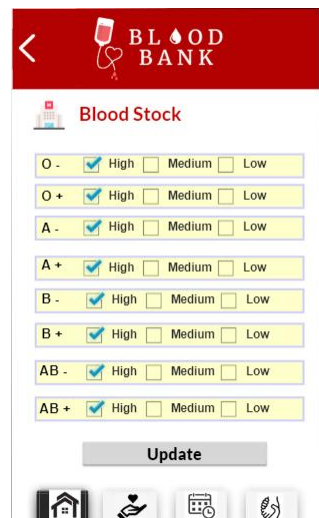 BLOOD
BANK
Blood Stock
O - High Medium Low
O + High Medium Low
A - High Medium Low
A + High Medium Low
B - High Medium Low
B + High Medium Low
AB - High Medium Low
AB + High Medium Low
Update